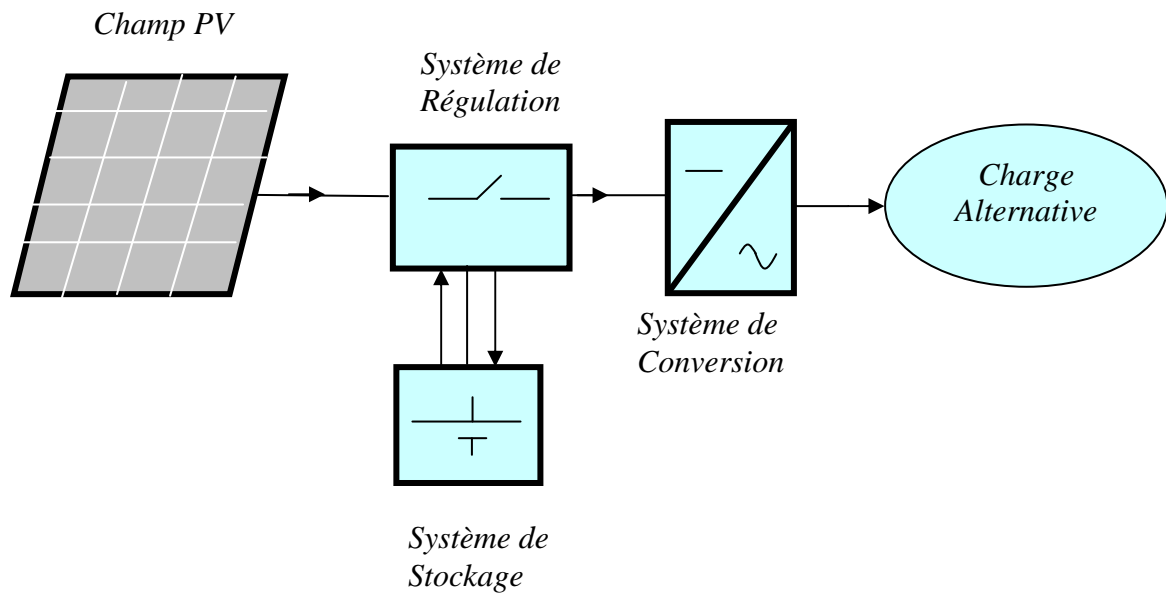 Champ PV
Système de
Régulation
Charge
Alternative
Système de
Conversion
Système de
Stockage